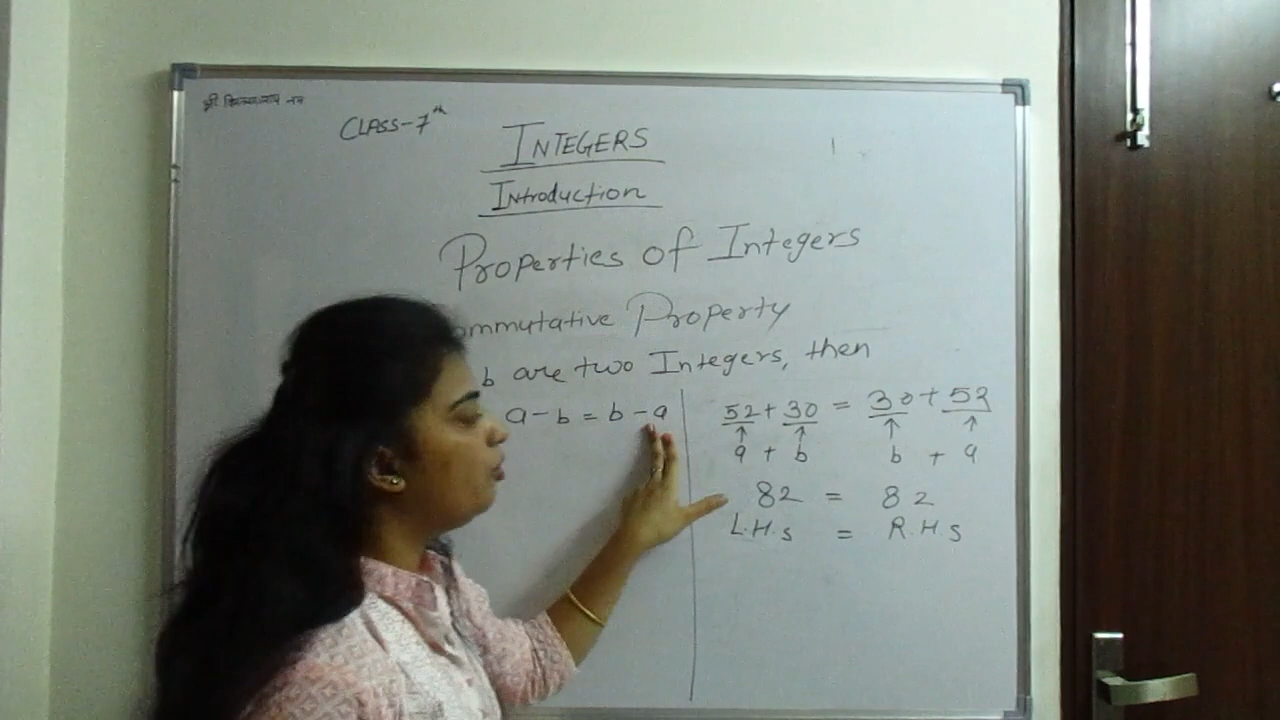 CLASS-7th
INTEGERS
Introduction
Properties of Integers
ommutative Property
b are two Integers, then
a - b = b - a
52 + 30 = 30 + 52
↑ ↑ ↑ ↑
a + b b + a
82 = 82
L.H.S = R.H.S